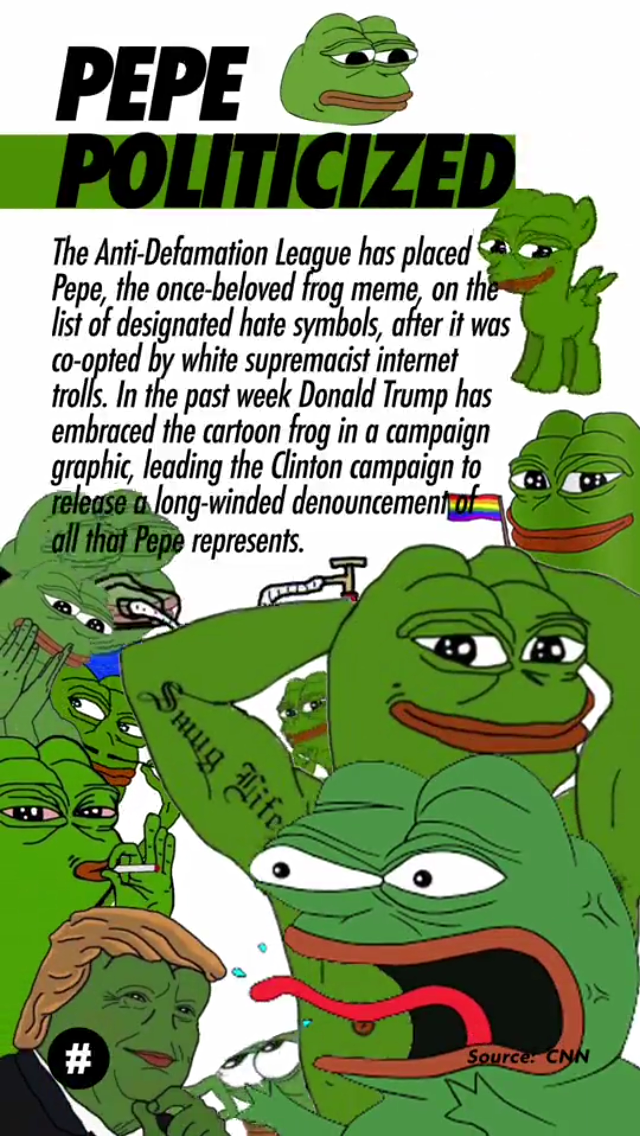 PEPE
POLITICIZED
The Anti-Defamation League has placed
Pepe, the once-beloved frog meme, on the
list of designated hate symbols, after it was
co-opted by white supremacist internet
trolls. In the past week Donald Trump has
embraced the cartoon frog in a campaign
graphic, leading the Clinton campaign to
release a long-winded denouncement of
all that Pepe represents.
Smug Life
#
Source: CNN